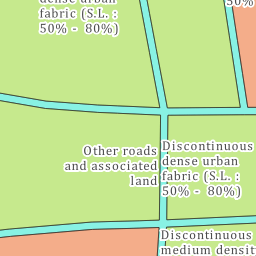 dense urban
fabric (S.L. :
50% -  80%)
50%
Other roads
and associated
land
Discontinuous
dense urban
fabric (S.L. :
50% -  80%)
Discontinuous
medium density